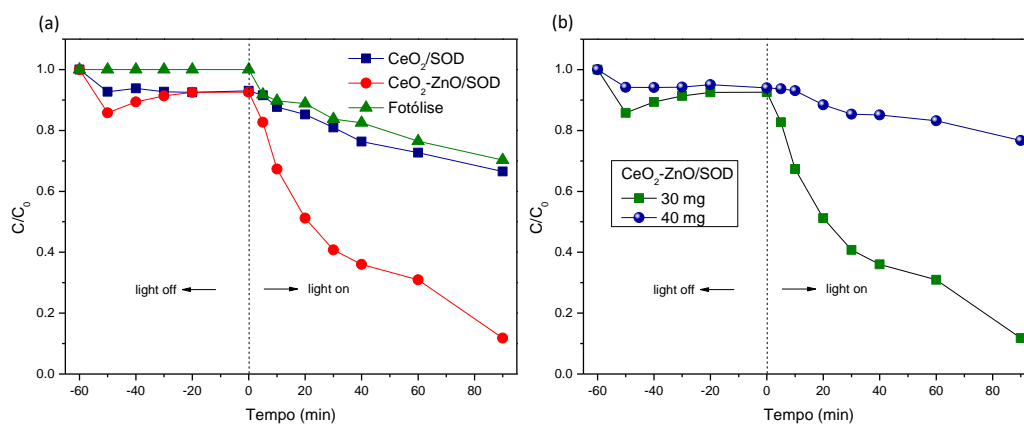 (a)
CeO₂/SOD
CeO₂-ZnO/SOD
Fotólise
1.0
0.8
0.6
0.4
0.2
0.0
C/C₀
light off
light on
-60 -40 -20 0 20 40 60 80
Tempo (min)
(b)
1.0
0.8
0.6
0.4
0.2
0.0
C/C₀
CeO₂-ZnO/SOD
30 mg
40 mg
light off
light on
-60 -40 -20 0 20 40 60 80
Tempo (min)